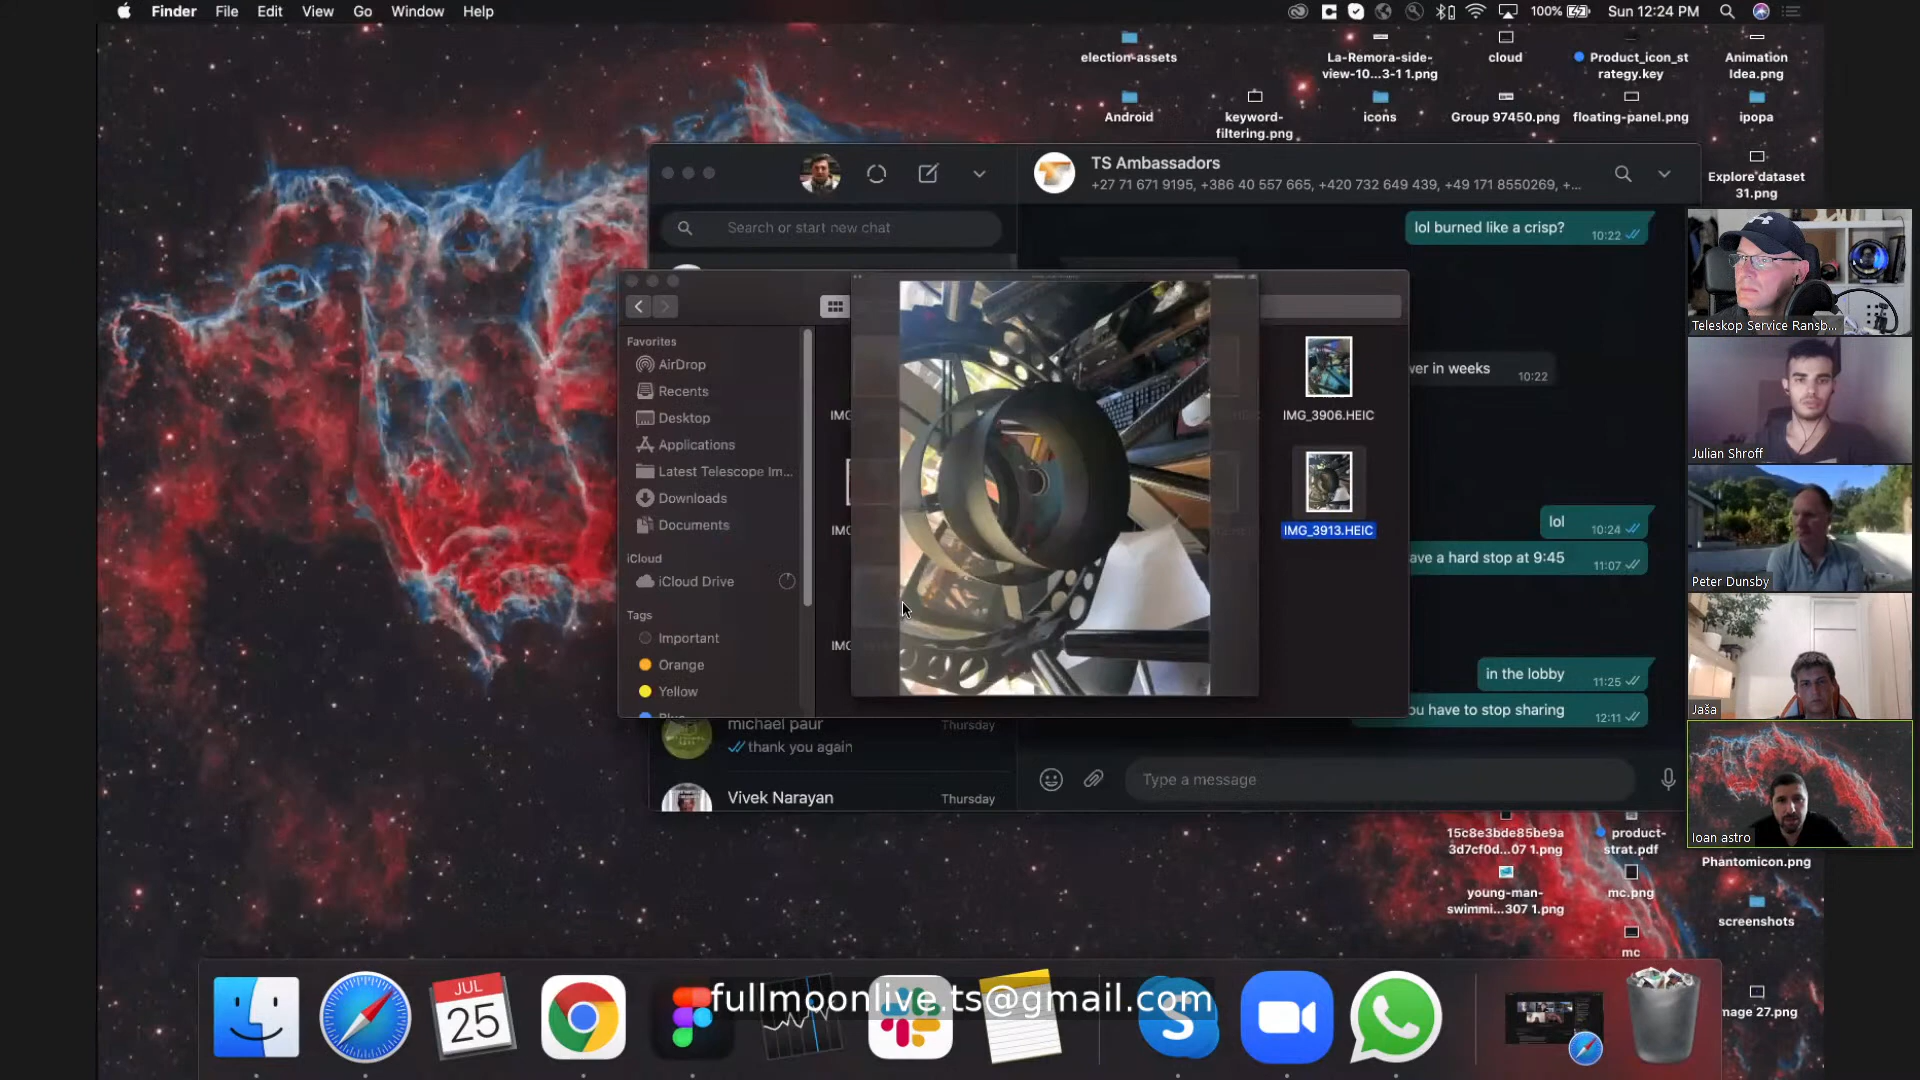 Finder File Edit View Go Window Help
100% Sun 12:24 PM
election-assets
La-Remora-side-
view-10...3-1 1.png
cloud
Product_icon_st
rategy.key
Animation
Idea.png
Android
keyword-
filtering.png
icons
Group 97450.png
floating-panel.png
ipopa
Explore dataset
31.png
TS Ambassadors
+27 71 671 9195, +386 40 557 665, +420 732 649 439, +49 171 8550269, +...
Search or start new chat
lol burned like a crisp?
10:22
ver in weeks
10:22
lol
10:24
ave a hard stop at 9:45
11:07
in the lobby
11:25
ou have to stop sharing
12:11
Type a message
Favorites
AirDrop
Recents
Desktop
Applications
Latest Telescope Im...
Downloads
Documents
iCloud
iCloud Drive
Tags
Important
Orange
Yellow
Blue
IMG
IMG
IMG
IMG_3906.HEIC
IMG_3913.HEIC
michael paur
Thursday
thank you again
Vivek Narayan
Thursday
Teleskop Service Ransb...
Julian Shroff
Peter Dunsby
Jaša
Ioan astro
15c8e3bde85be9a
3d7cf0d...07 1.png
product-
strat.pdf
Phantomicon.png
young-man-
swimmi...307 1.png
mc.png
screenshots
mc
mage 27.png
JUL
25
fullmoonlive.ts@gmail.com